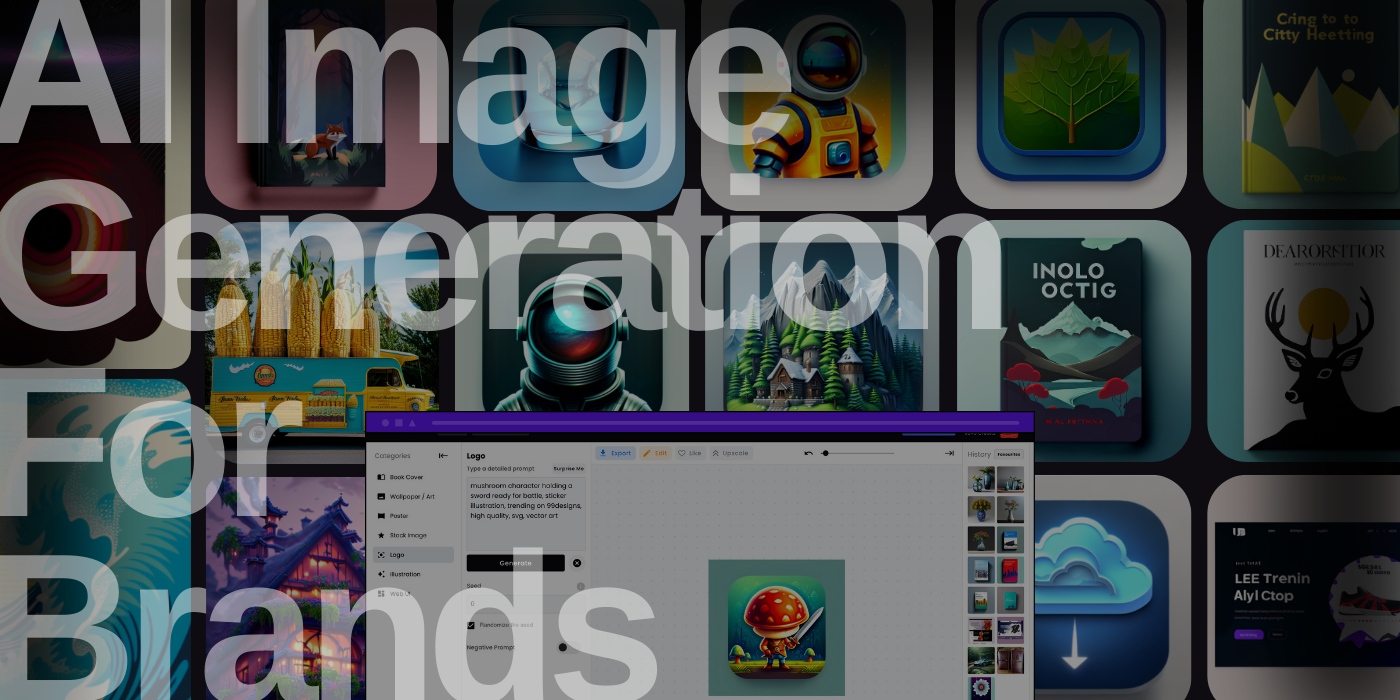 AI Image
Generation
For
Brands
Cring to to
Citty Heetting
INOLO
OCTIG
DEARORSTTIOR
Categories
Book Cover
Wallpaper / Art
Poster
Stock Image
Logo
Illustration
Web UI
Logo
Type a detailed prompt
Surprise Me
mushroom character holding a
sword ready for battle, sticker
illustration, trending on 99designs,
high quality, svg, vector art
Generate
Seed
0
Randomize the seed
Negative Prompt
Export
Edit
Like
Upscale
History
Favourites
LEE Trenin
Alyl Ctop